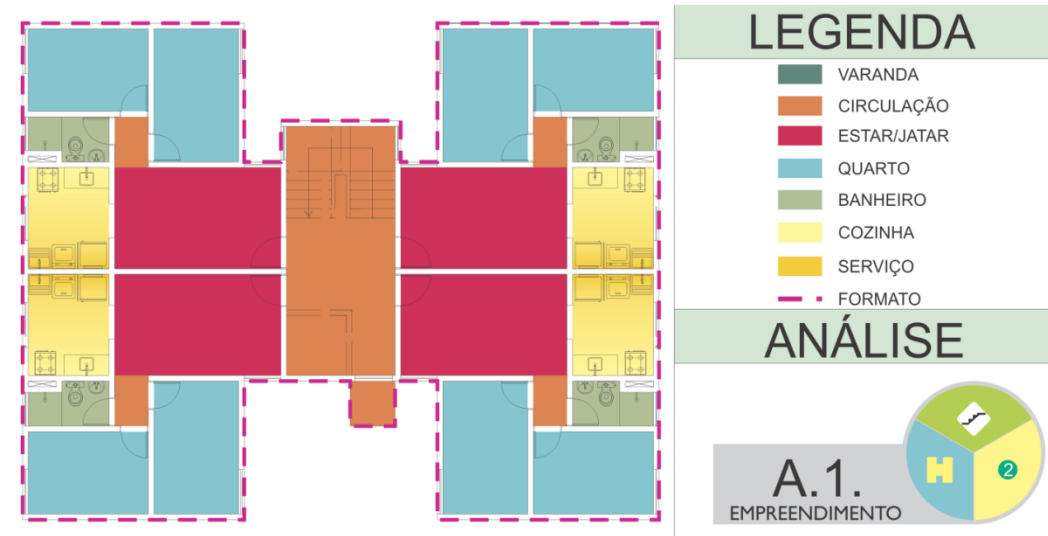 LEGENDA
VARANDA
CIRCULAÇÃO
ESTAR/JATAR
QUARTO
BANHEIRO
COZINHA
SERVIÇO
FORMATO
ANÁLISE
A.1.
EMPREENDIMENTO
H
2